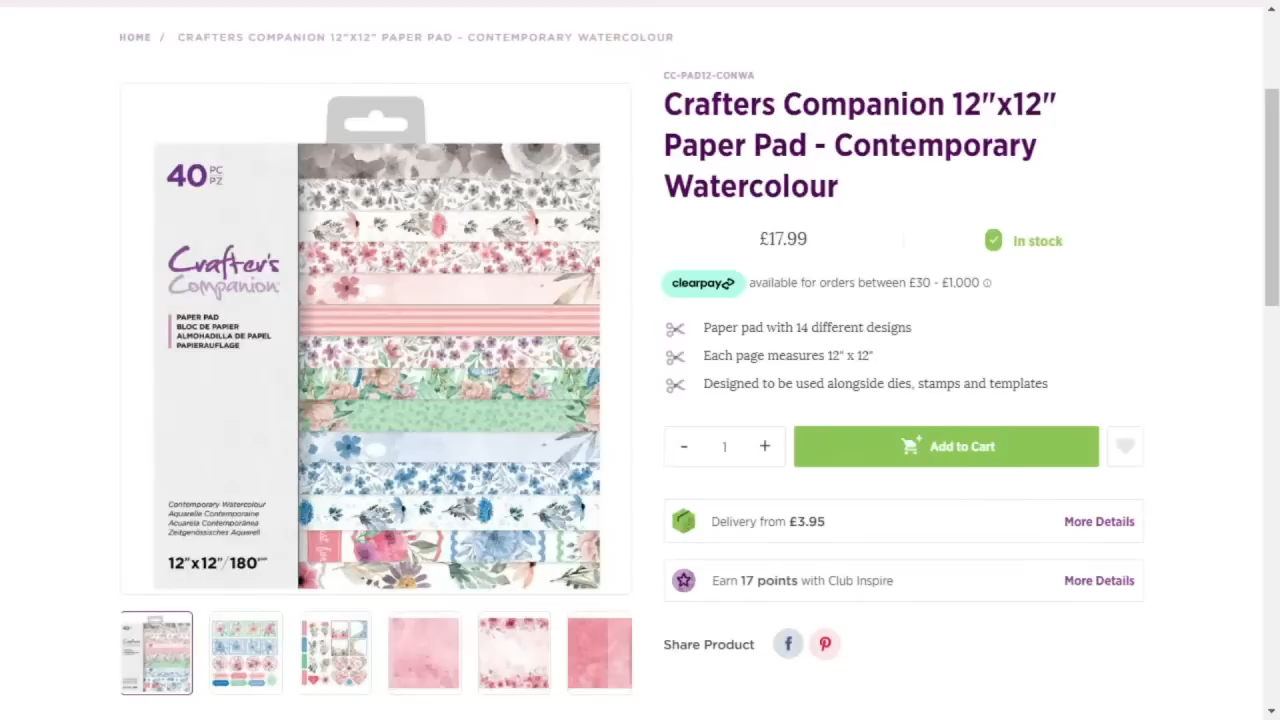 HOME / CRAFTERS COMPANION 12"X12" PAPER PAD - CONTEMPORARY WATERCOLOUR
CC-PAD12-CONWA
Crafters Companion 12"x12"
Paper Pad - Contemporary
Watercolour
£17.99
In stock
clearpay available for orders between £30 - £1,000
Paper pad with 14 different designs
Each page measures 12" x 12"
Designed to be used alongside dies, stamps and templates
- 1 +
Add to Cart
Delivery from £3.95 More Details
Earn 17 points with Club Inspire More Details
Share Product
40 PC
PZ
Crafter's
Companion
PAPER PAD
BLOC DE PAPIER
ALMOHADILLA DE PAPEL
PAPIERAUFLAGE
Contemporary Watercolour
Aquarelle Contemporaine
Acuarela Contemporánea
Zeitgenössisches Aquarell
12"x12"/180